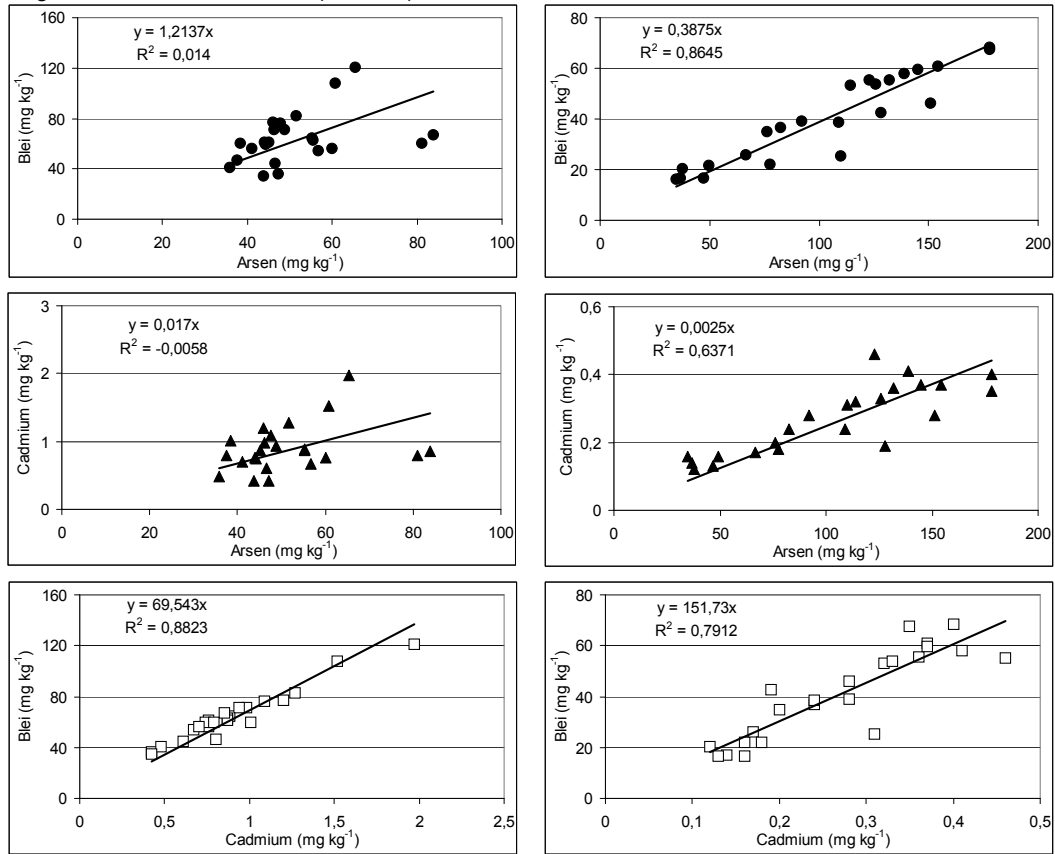 160
120
80
40
0
Blei (mg kg⁻¹)
y = 1,2137x
R² = 0,014
0 20 40 60 80 100
Arsen (mg kg⁻¹)
80
60
40
20
0
Blei (mg kg⁻¹)
y = 0,3875x
R² = 0,8645
0 50 100 150 200
Arsen (mg g⁻¹)
3
2
1
0
Cadmium (mg kg⁻¹)
y = 0,017x
R² = -0,0058
0 20 40 60 80 100
Arsen (mg kg⁻¹)
0,6
0,4
0,2
0
Cadmium (mg kg⁻¹)
y = 0,0025x
R² = 0,6371
0 50 100 150 200
Arsen (mg kg⁻¹)
160
120
80
40
0
Blei (mg kg⁻¹)
y = 69,543x
R² = 0,8823
0 0,5 1 1,5 2 2,5
Cadmium (mg kg⁻¹)
80
60
40
20
0
Blei (mg kg⁻¹)
y = 151,73x
R² = 0,7912
0 0,1 0,2 0,3 0,4 0,5
Cadmium (mg kg⁻¹)